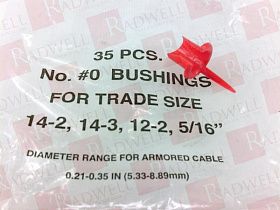 RADWELL
35 PCS.
No. #0 BUSHINGS
FOR TRADE SIZE
14-2, 14-3, 12-2, 5/16"
DIAMETER RANGE FOR ARMORED CABLE
0.21-0.35 IN (5.33-8.89mm)